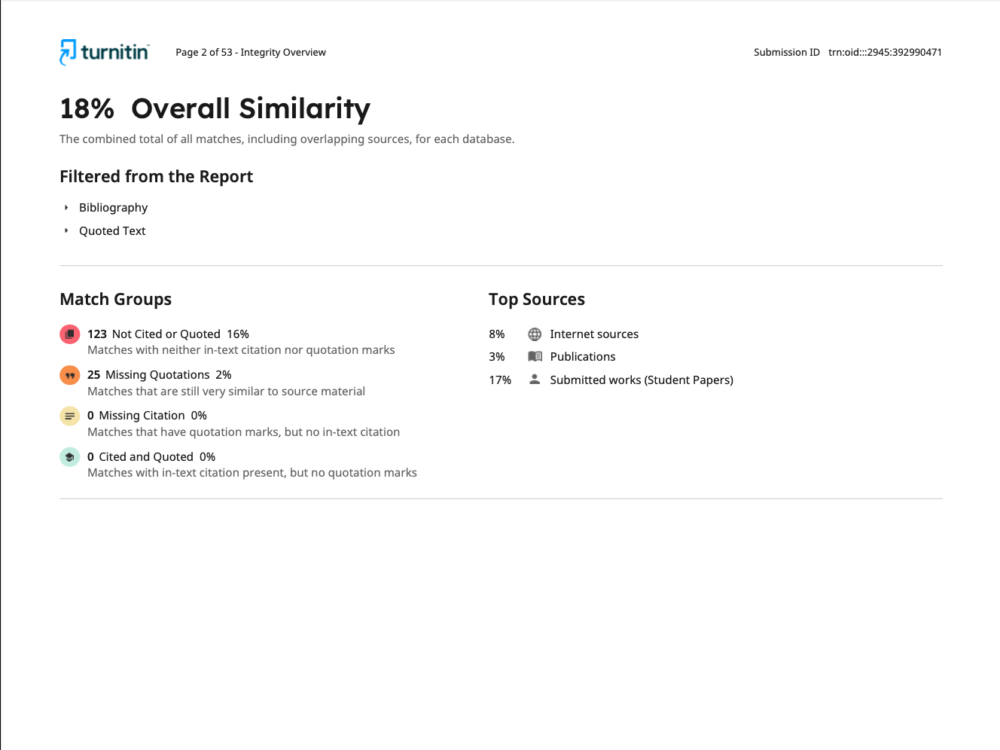 turnitin™ Page 2 of 53 - Integrity Overview Submission ID trn:oid:::2945:392990471
18% Overall Similarity
The combined total of all matches, including overlapping sources, for each database.
Filtered from the Report
Bibliography
Quoted Text
Match Groups
123 Not Cited or Quoted 16%
Matches with neither in-text citation nor quotation marks
25 Missing Quotations 2%
Matches that are still very similar to source material
0 Missing Citation 0%
Matches that have quotation marks, but no in-text citation
0 Cited and Quoted 0%
Matches with in-text citation present, but no quotation marks
Top Sources
8% Internet sources
3% Publications
17% Submitted works (Student Papers)